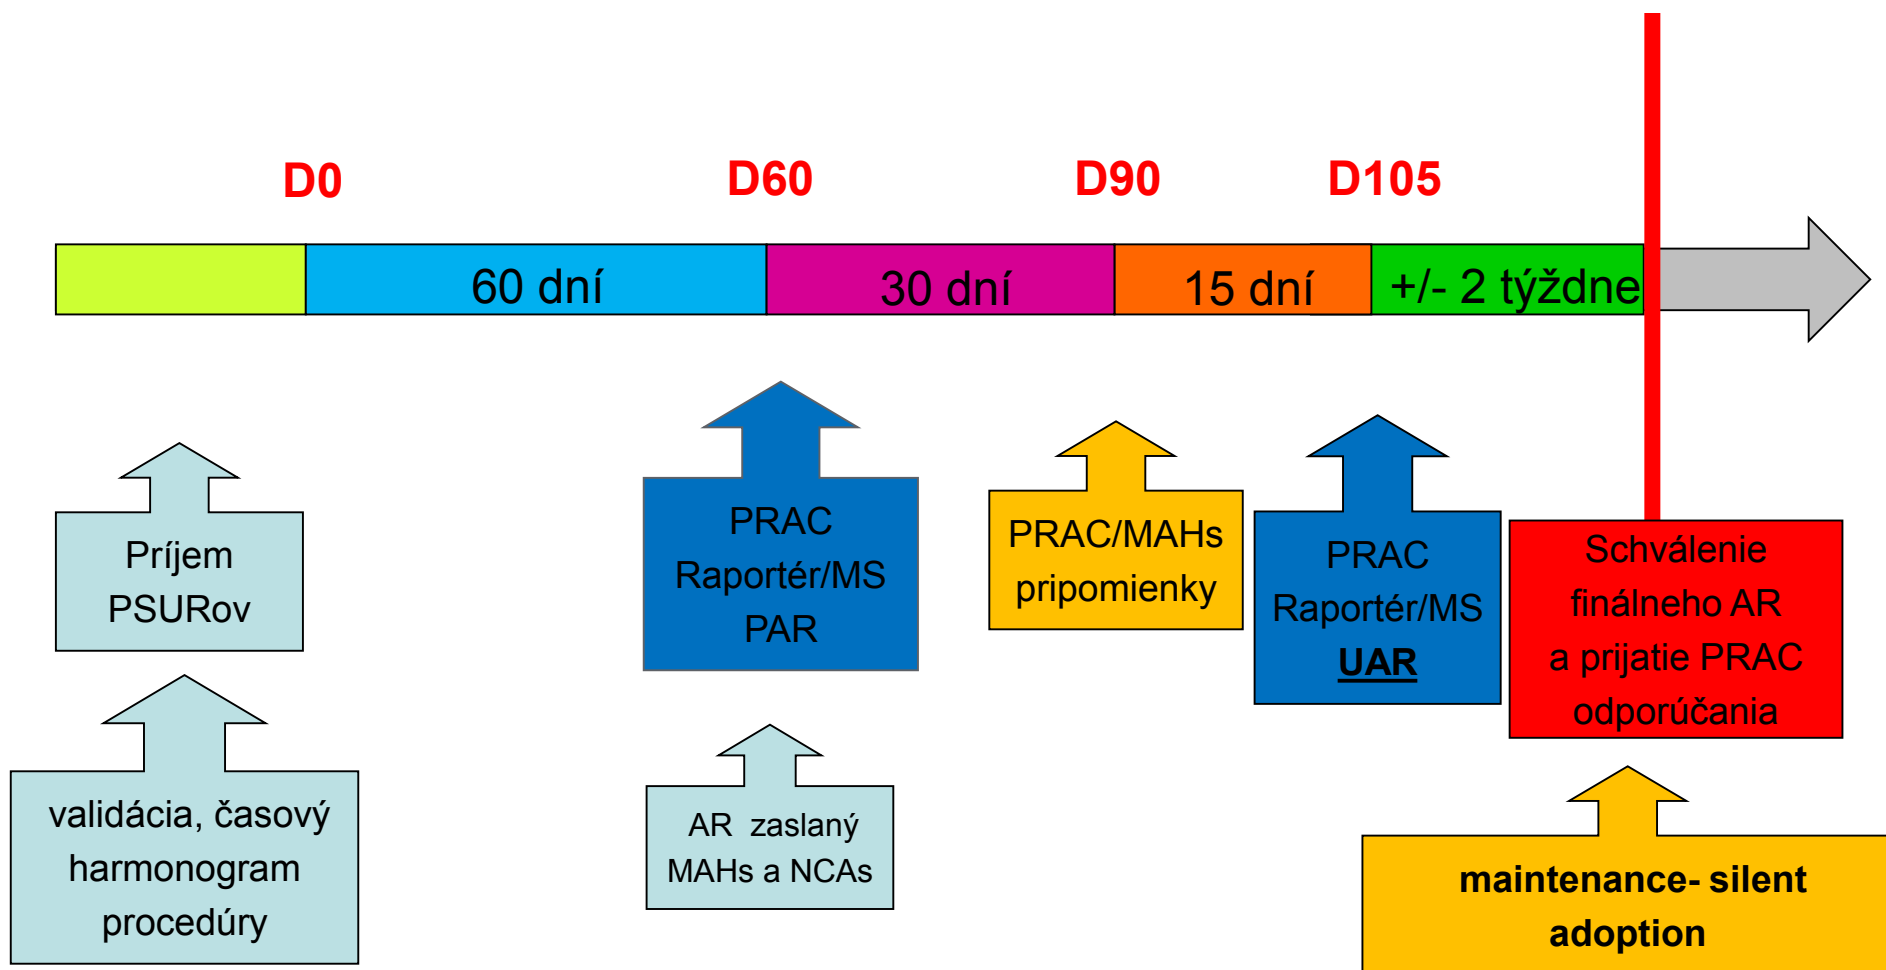 D0
D60
D90
D105
60 dní
30 dní
15 dní
+/- 2 týždne
Príjem
PSURov
validácia, časový
harmonogram
procedúry
PRAC
Raportér/MS
PAR
AR zaslaný
MAHs a NCAs
PRAC/MAHs
pripomienky
PRAC
Raportér/MS
UAR
Schválenie
finálneho AR
a prijatie PRAC
odporúčania
maintenance- silent
adoption